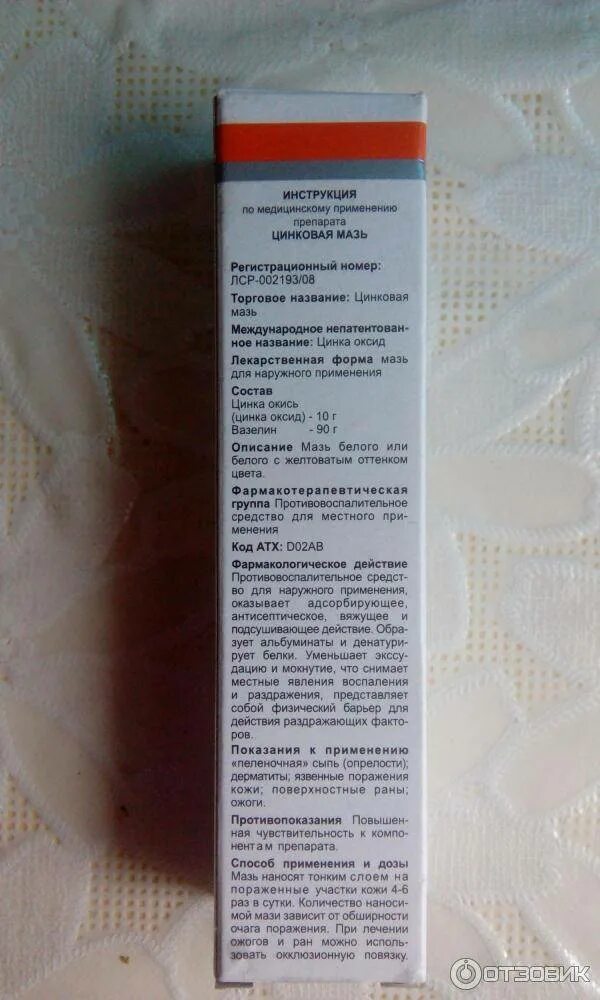 ИНСТРУКЦИЯ
по медицинскому применению
препарата
ЦИНКОВАЯ МАЗЬ
Регистрационный номер:
ЛСР-002193/08
Торговое название: Цинковая
мазь
Международное непатентован-
ное название: Цинка оксид
Лекарственная форма мазь
для наружного применения
Состав
Цинка окись
(цинка оксид) - 10 г
Вазелин - 90 г
Описание Мазь белого или
белого с желтоватым оттенком
цвета.
Фармакотерапевтическая
группа Противовоспалительное
средство для местного при-
менения
Код АТХ: D02AB
Фармакологическое действие
Противовоспалительное средст-
во для наружного применения,
оказывает адсорбирующее,
антисептическое, вяжущее и
подсушивающее действие. Обра-
зует альбуминаты и денатури-
рует белки. Уменьшает экссу-
дацию и мокнутие, что снимает
местные явления воспаления
и раздражения, представляет
собой физический барьер для
действия раздражающих факто-
ров.
Показания к применению
«пеленочная» сыпь (опрелости);
дерматиты; язвенные поражения
кожи; поверхностные раны;
ожоги.
Противопоказания Повышен-
ная чувствительность к компо-
нентам препарата.
Способ применения и дозы
Мазь наносят тонким слоем на
пораженные участки кожи 4-6
раз в сутки. Количество наноси-
мой мази зависит от обширности
очага поражения. При лечении
ожогов и ран можно исполь-
зовать окклюзионную повязку.
ОТЗОВИК